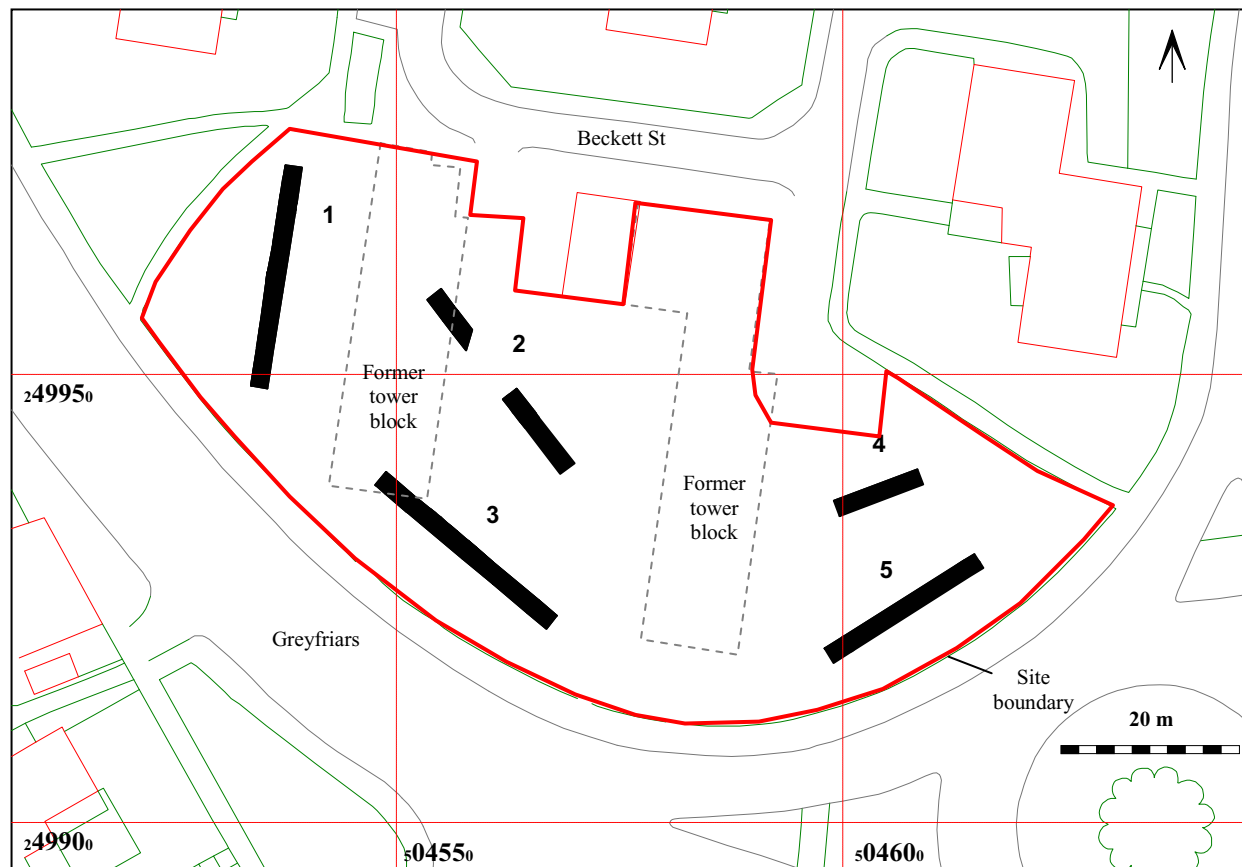 Beckett St
1
2
249950
Former
tower
block
4
Former
tower
block
3
5
Greyfriars
Site
boundary
20 m
249900
504550
504600